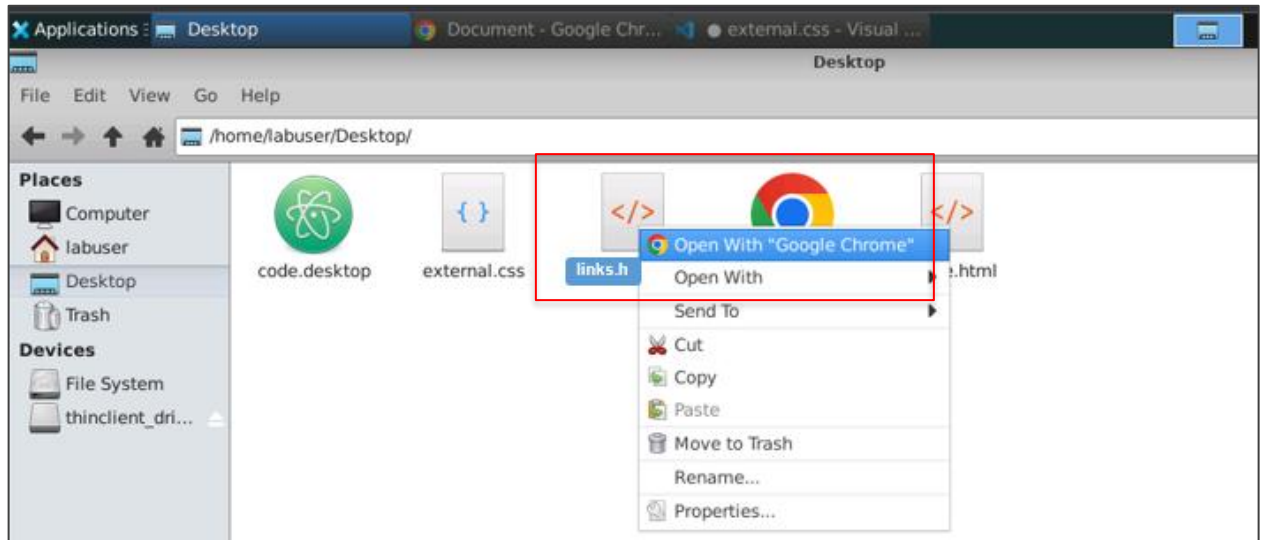 Applications Desktop Document - Google Chr... external.css - Visual ...
Desktop
File Edit View Go Help
/home/labuser/Desktop/
Places
Computer
labuser
Desktop
Trash
Devices
File System
thinclient_dri...
{ } </> </>
code.desktop external.css links.h .html
Open With "Google Chrome"
Open With
Send To
Cut
Copy
Paste
Move to Trash
Rename...
Properties...